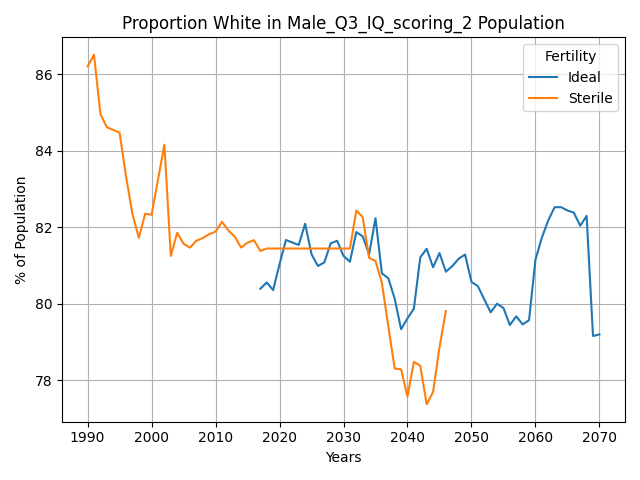 Proportion White in Male_Q3_IQ_scoring_2 Population
Fertility
Ideal
Sterile
% of Population
86
84
82
80
78
1990 2000 2010 2020 2030 2040 2050 2060 2070
Years